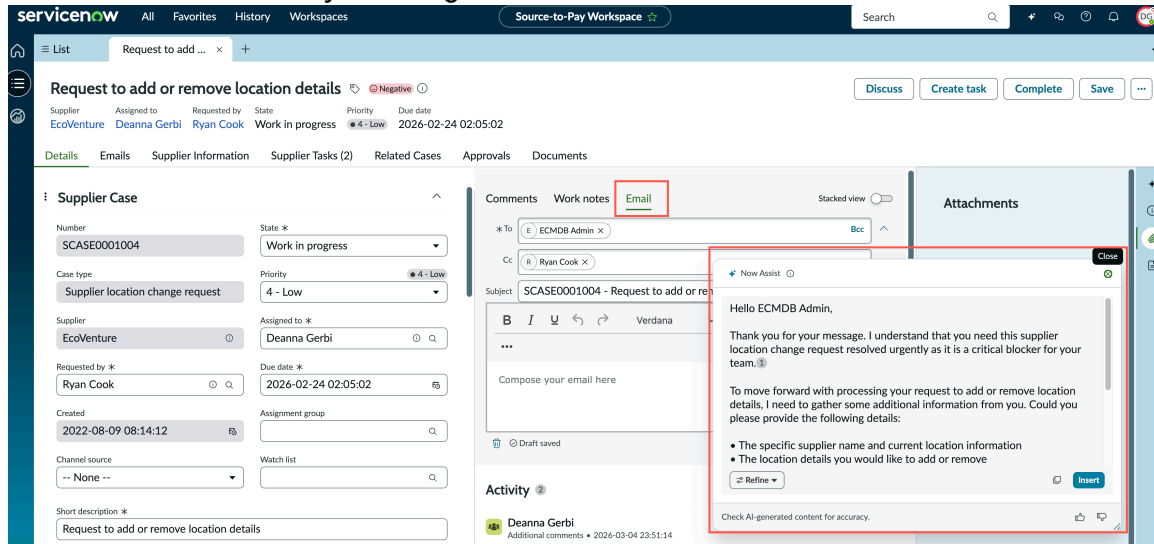 servicenow All Favorites History Workspaces Source-to-Pay Workspace ☆ Search
≡ List Request to add ... × +
Request to add or remove location details Negative
Discuss Create task Complete Save ...
Supplier Assigned to Requested by State Priority Due date
EcoVenture Deanna Gerbi Ryan Cook Work in progress • 4 - Low 2026-02-24 02:05:02
Details Emails Supplier Information Supplier Tasks (2) Related Cases Approvals Documents
Supplier Case
Number
SCASE0001004
State *
Work in progress
Case type
Supplier location change request
Priority • 4 - Low
4 - Low
Supplier
EcoVenture
Assigned to *
Deanna Gerbi
Requested by *
Ryan Cook
Due date *
2026-02-24 02:05:02
Created
2022-08-09 08:14:12
Assignment group
Channel source
-- None --
Watch list
Short description *
Request to add or remove location details
Comments Work notes Email Stacked view
* To E ECMDB Admin × Bcc
Cc R Ryan Cook ×
Subject SCASE0001004 - Request to add or
B I U Verdana
...
Compose your email here
Draft saved
Activity 2
Deanna Gerbi
Additional comments • 2026-03-04 23:51:14
Attachments
Close
Now Assist
Hello ECMDB Admin,
Thank you for your message. I understand that you need this supplier
location change request resolved urgently as it is a critical blocker for your
team. 1
To move forward with processing your request to add or remove location
details, I need to gather some additional information from you. Could you
please provide the following details:
• The specific supplier name and current location information
• The location details you would like to add or remove
Refine Insert
Check AI-generated content for accuracy.